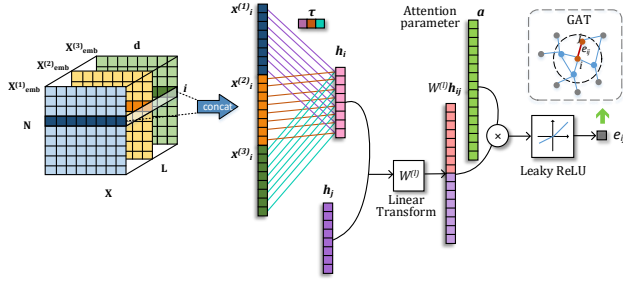 X⁽³⁾emb
d
X⁽²⁾emb
X⁽¹⁾emb
i
N
L
X
concat
x⁽¹⁾i
x⁽²⁾i
x⁽³⁾i
τ
hi
hj
W⁽ˡ⁾
Linear
Transform
Attention
parameter
a
W⁽ˡ⁾hij
×
Leaky ReLU
GAT
j
eij
i
eij